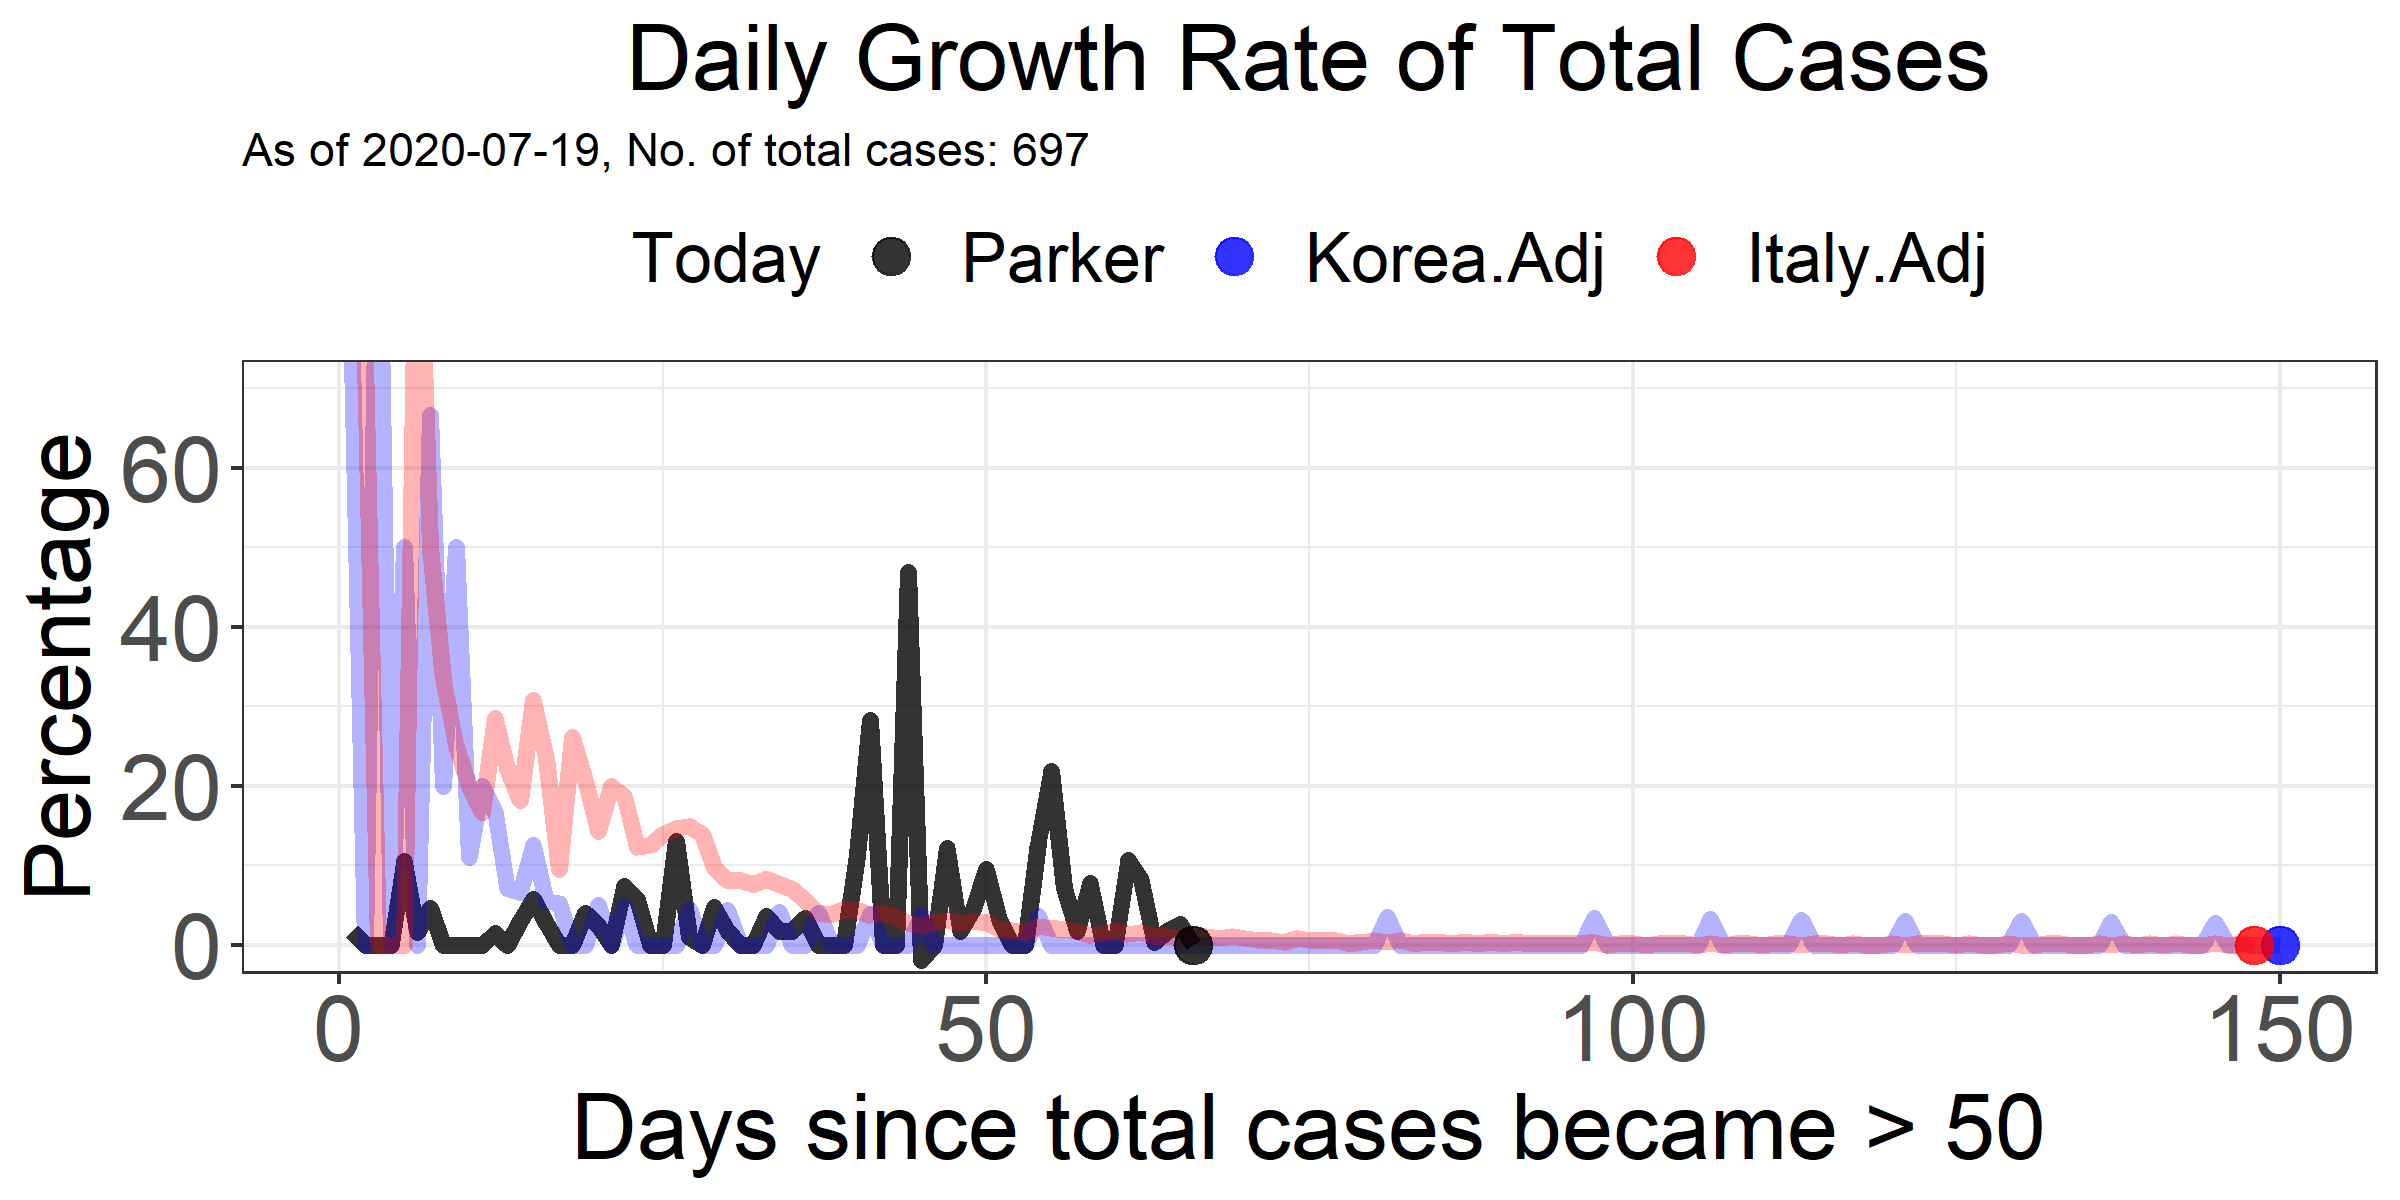 Daily Growth Rate of Total Cases
As of 2020-07-19, No. of total cases: 697
Today Parker Korea.Adj Italy.Adj
Percentage
60
40
20
0
0 50 100 150
Days since total cases became > 50